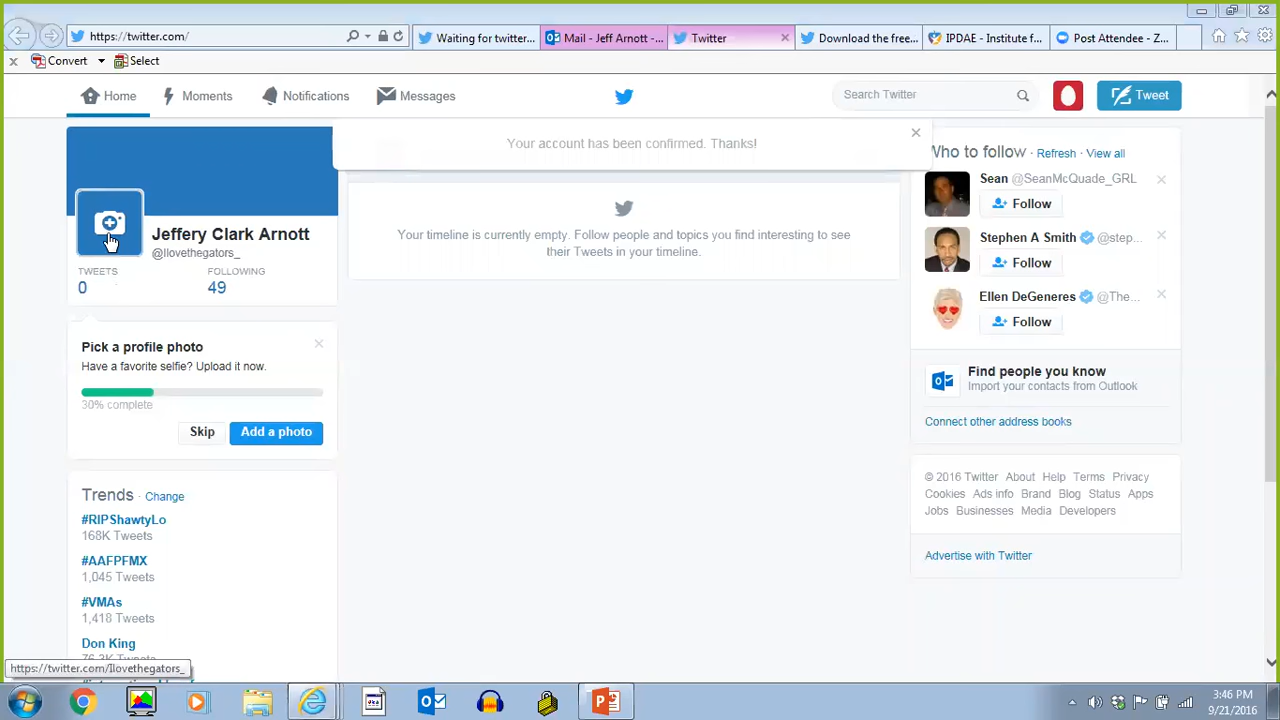 https://twitter.com/
Waiting for twitter...
Mail - Jeff Arnott -...
Twitter
Download the free...
IPDAE - Institute f...
Post Attendee - Z...
Convert
Select
Home
Moments
Notifications
Messages
Search Twitter
Tweet
Your account has been confirmed. Thanks!
Your timeline is currently empty. Follow people and topics you find interesting to see
their Tweets in your timeline.
Jeffery Clark Arnott
@Ilovethegators_
TWEETS
0
FOLLOWING
49
Pick a profile photo
Have a favorite selfie? Upload it now.
30% complete
Skip
Add a photo
Trends · Change
#RIPShawtyLo
168K Tweets
#AAFPFMX
1,045 Tweets
#VMAs
1,418 Tweets
Don King
https://twitter.com/Ilovethegators_
Who to follow · Refresh · View all
Sean @SeanMcQuade_GRL
Follow
Stephen A Smith @step...
Follow
Ellen DeGeneres @The...
Follow
Find people you know
Import your contacts from Outlook
Connect other address books
© 2016 Twitter About Help Terms Privacy
Cookies Ads info Brand Blog Status Apps
Jobs Businesses Media Developers
Advertise with Twitter
3:46 PM
9/21/2016